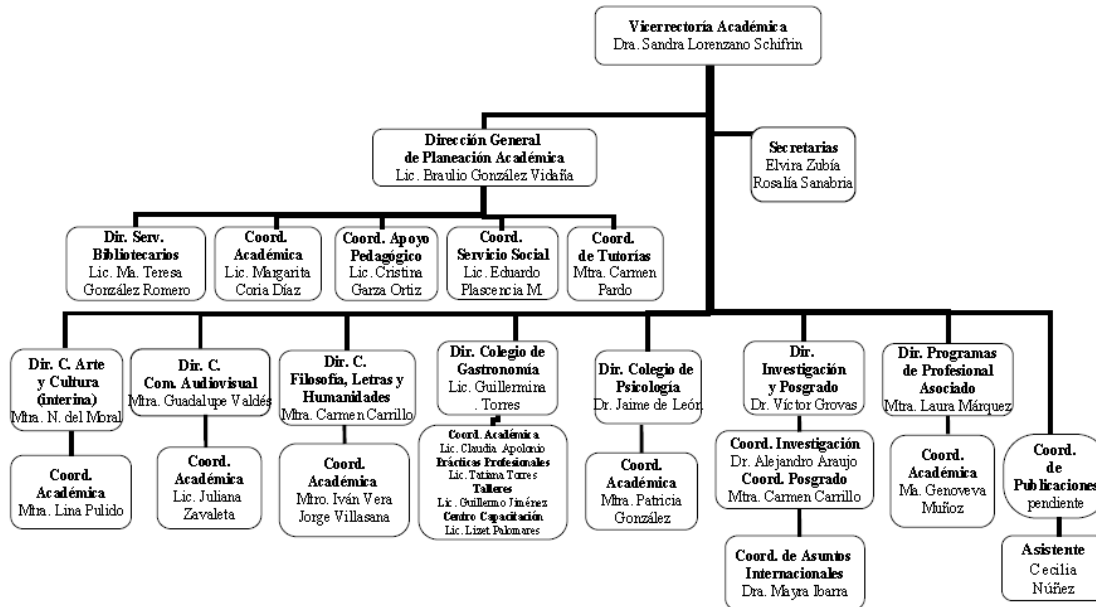 Vicerrectoría Académica
Dra. Sandra Lorenzano Schifrin
Dirección General
de Planeación Académica
Lic. Braulio González Vidaña
Secretarias
Elvira Zubía
Rosalía Sanabria
Dir. Serv.
Bibliotecarios
Lic. Ma. Teresa
González Romero
Coord.
Académica
Lic. Margarita
Coria Díaz
Coord. Apoyo
Pedagógico
Lic. Cristina
Garza Ortiz
Coord.
Servicio Social
Lic. Eduardo
Plascencia M.
Coord.
de Tutorías
Mtra. Carmen
Pardo
Dir. C. Arte
y Cultura
(interina)
Mtra. N. del Moral
Dir. C.
Com. Audiovisual
Mtra. Guadalupe Valdés
Dir. C.
Filosofía, Letras y
Humanidades
Mtra. Carmen Carrillo
Dir. Colegio de
Gastronomía
Lic. Guillermina
. Torres
Dir. Colegio de
Psicología
Dr. Jaime de León
Dir.
Investigación
y Posgrado
Dr. Víctor Grovas
Dir. Programas
de Profesional
Asociado
Mtra. Laura Márquez
Coord.
de
Publicaciones
pendiente
Coord.
Académica
Mtra. Lina Pulido
Coord.
Académica
Lic. Juliana
Zavaleta
Coord.
Académica
Mtro. Iván Vera
Jorge Villasana
Coord. Académica
Lic. Claudia Apolonio
Prácticas Profesionales
Lic. Tatiana Torres
Talleres
Lic. Guillermo Jiménez
Centro Capacitación
Lic. Lizet Palomares
Coord.
Académica
Mtra. Patricia
González
Coord. Investigación
Dr. Alejandro Araujo
Coord. Posgrado
Mtra. Carmen Carrillo
Coord.
Académica
Ma. Genoveva
Muñoz
Coord. de Asuntos
Internacionales
Dra. Mayra Ibarra
Asistente
Cecilia
Núñez